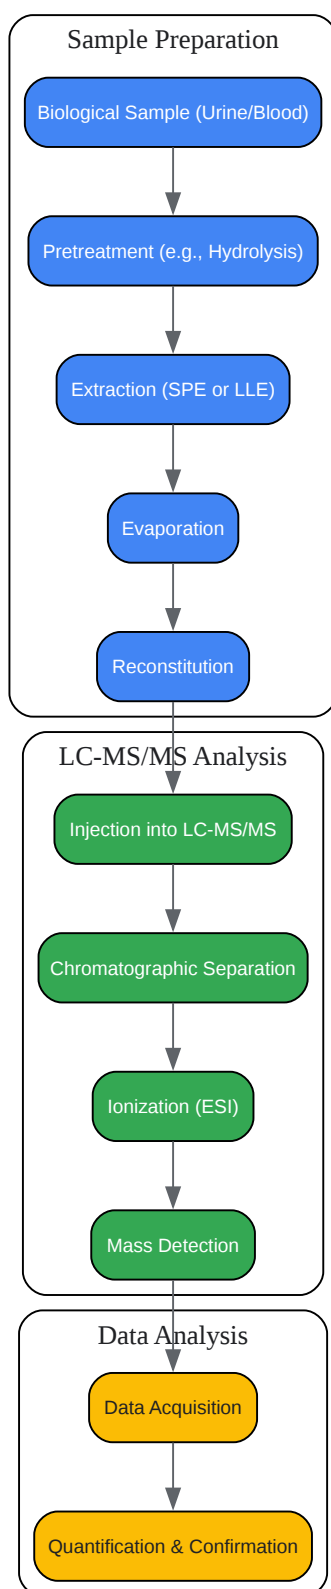 Sample Preparation
Biological Sample (Urine/Blood)
Pretreatment (e.g., Hydrolysis)
Extraction (SPE or LLE)
Evaporation
Reconstitution
LC-MS/MS Analysis
Injection into LC-MS/MS
Chromatographic Separation
Ionization (ESI)
Mass Detection
Data Analysis
Data Acquisition
Quantification & Confirmation